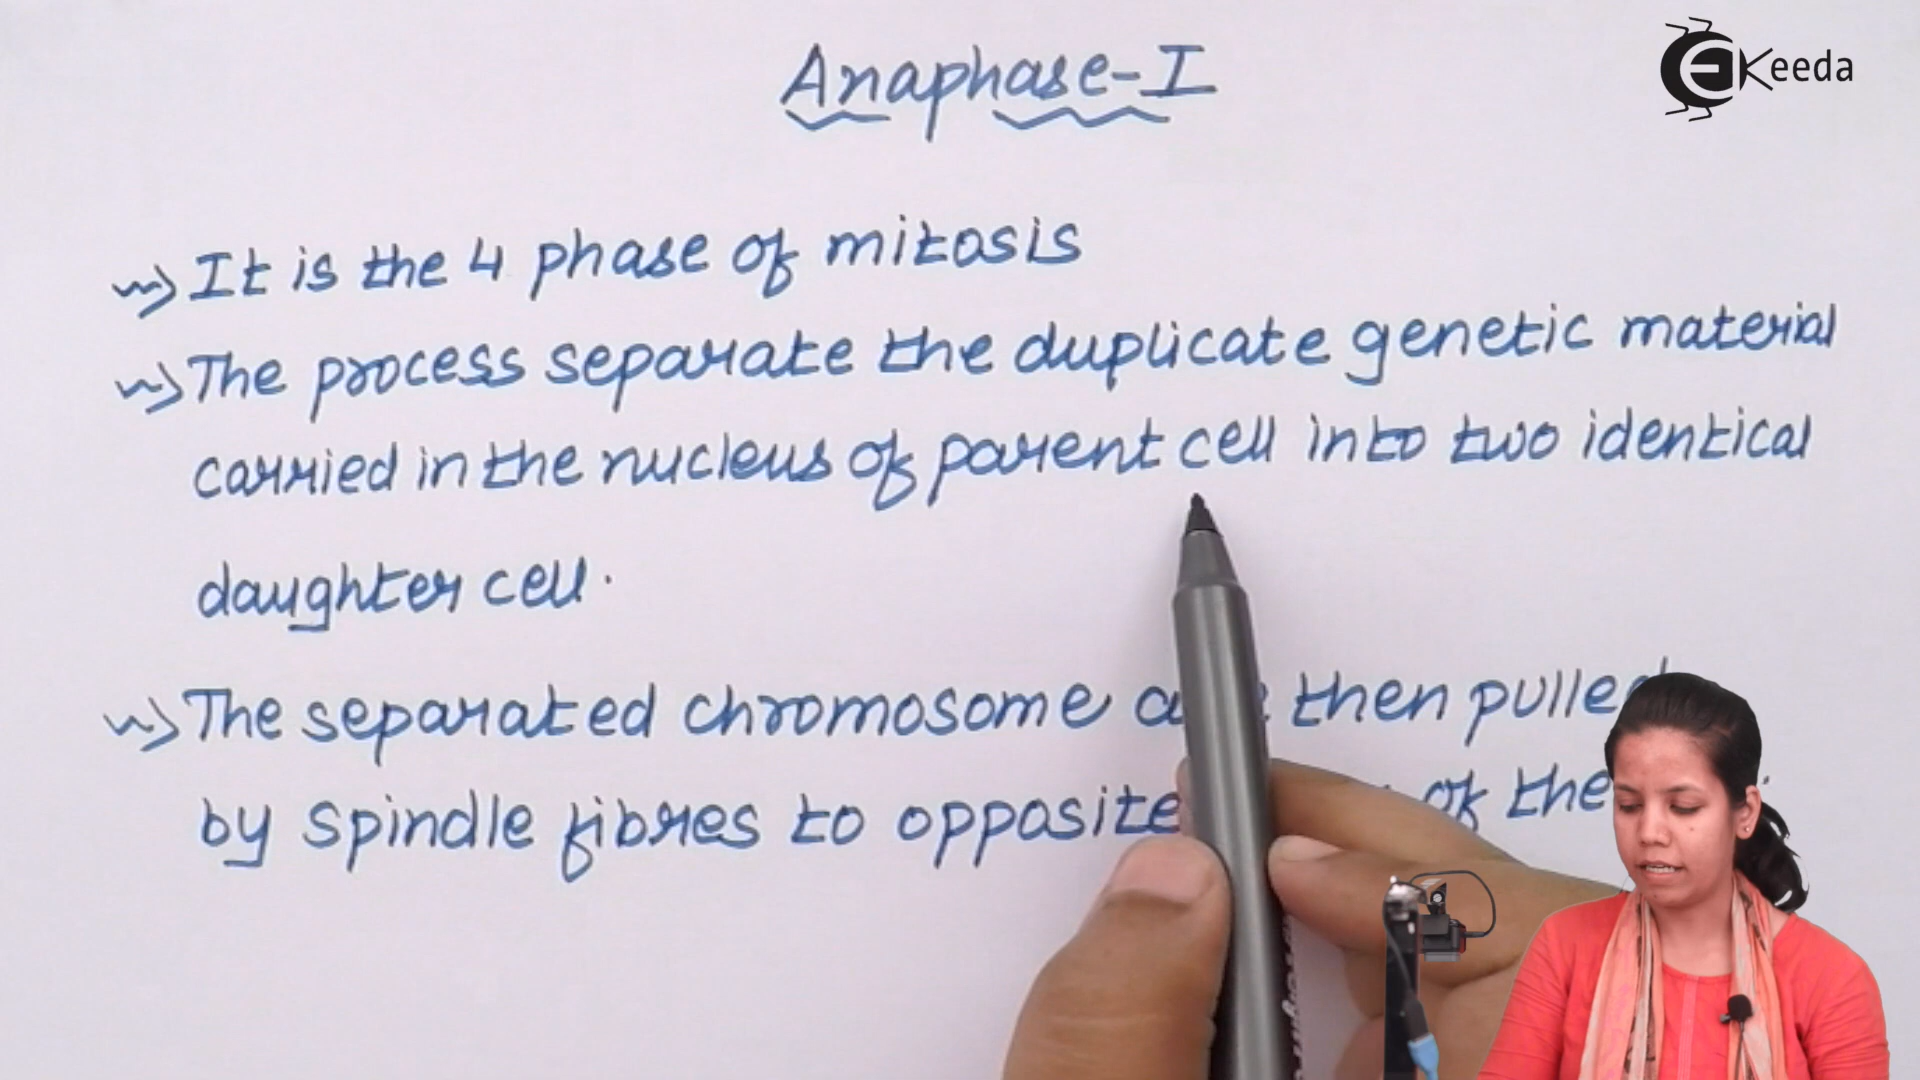 Anaphase-I
EKeeda
It is the 4 phase of mitosis
The process separate the duplicate genetic material
carried in the nucleus of parent cell into two identical
daughter cell.
The separated chromosome then pulled
by spindle fibres to opposite of the